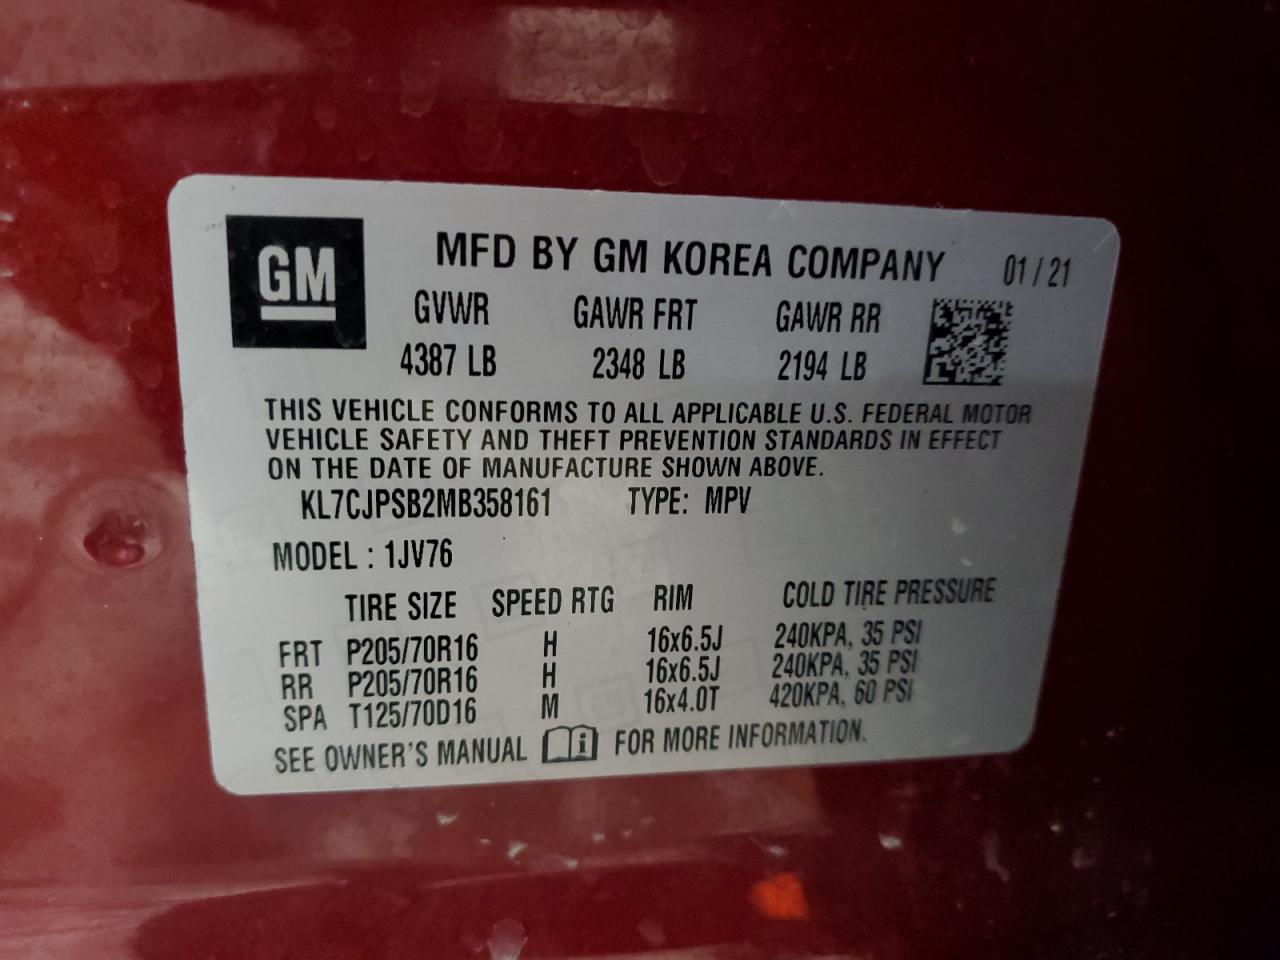 GM
MFD BY GM KOREA COMPANY 01/21
GVWR GAWR FRT GAWR RR
4387 LB 2348 LB 2194 LB
THIS VEHICLE CONFORMS TO ALL APPLICABLE U.S. FEDERAL MOTOR
VEHICLE SAFETY AND THEFT PREVENTION STANDARDS IN EFFECT
ON THE DATE OF MANUFACTURE SHOWN ABOVE.
KL7CJPSB2MB358161 TYPE: MPV
MODEL : 1JV76
TIRE SIZE SPEED RTG RIM COLD TIRE PRESSURE
FRT P205/70R16 H 16x6.5J 240KPA, 35 PSI
RR P205/70R16 H 16x6.5J 240KPA, 35 PSI
SPA T125/70D16 M 16x4.0T 420KPA, 60 PSI
SEE OWNER'S MANUAL i FOR MORE INFORMATION.